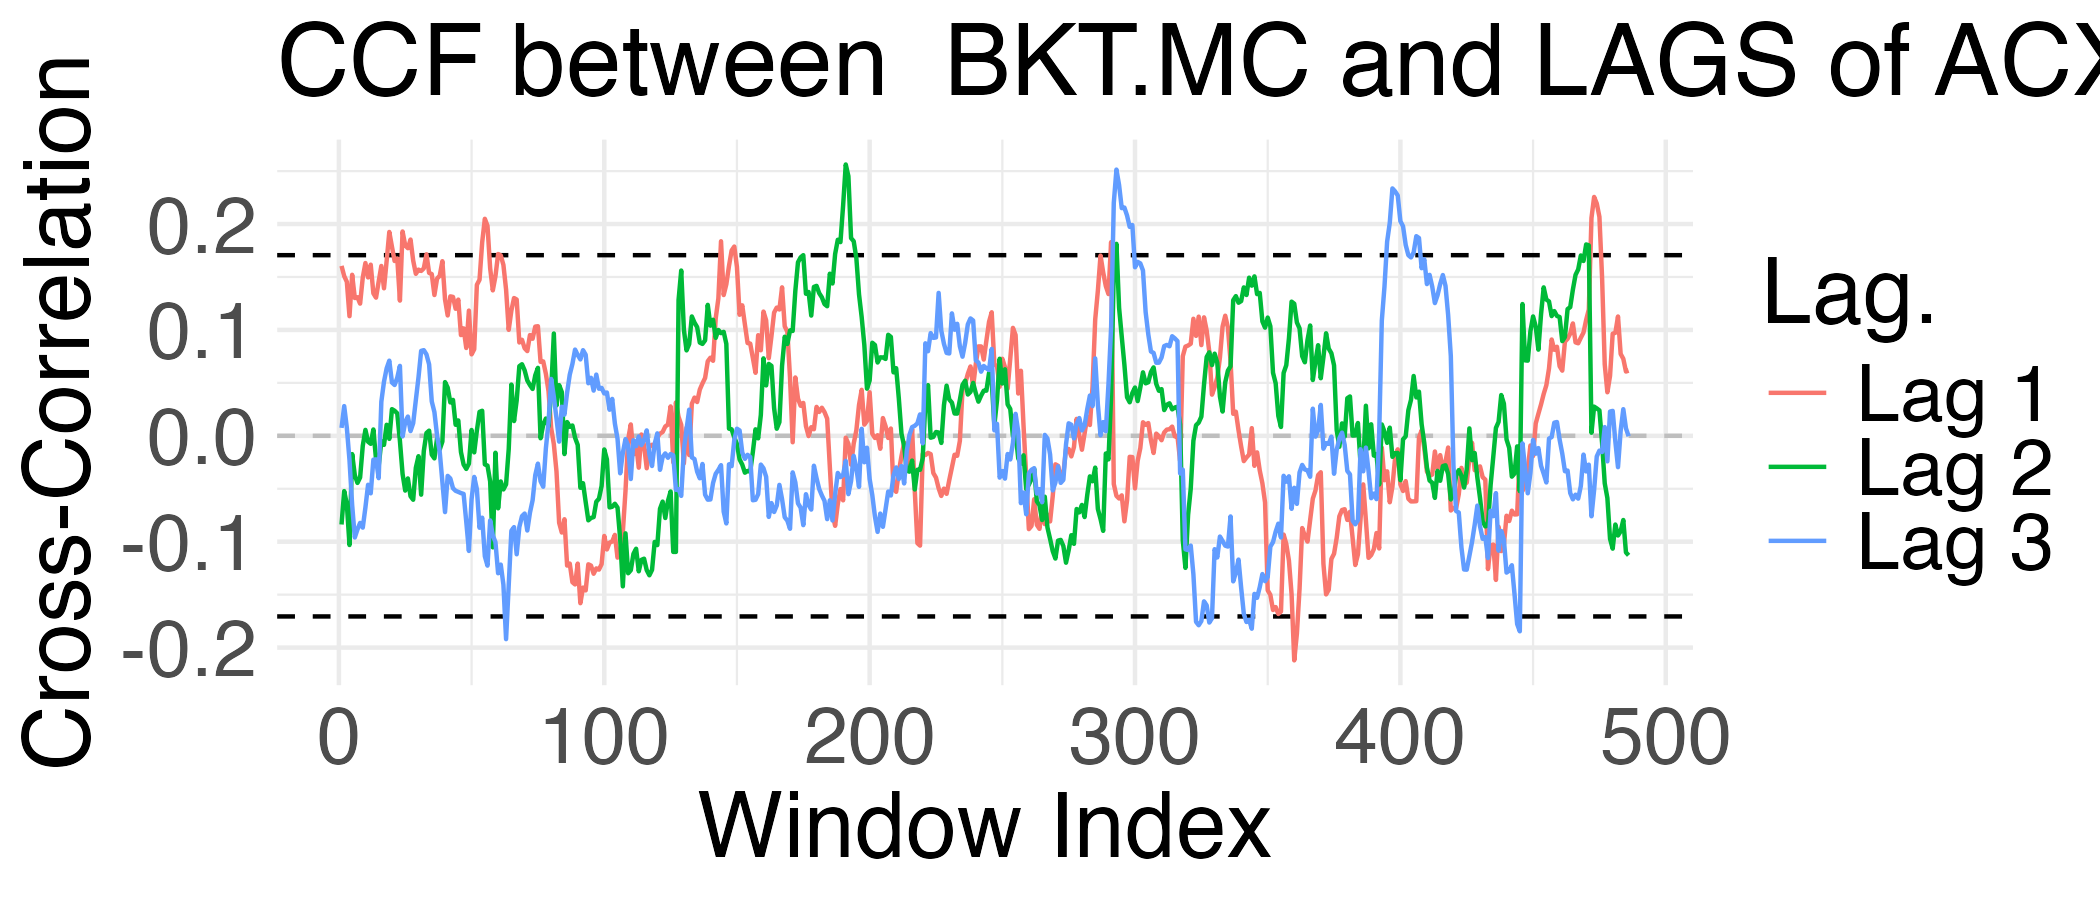 CCF between  BKT.MC and LAGS of ACX
Cross-Correlation
0.2
0.1
0.0
-0.1
-0.2
0
100
200
300
400
500
Window Index
Lag.
Lag 1
Lag 2
Lag 3